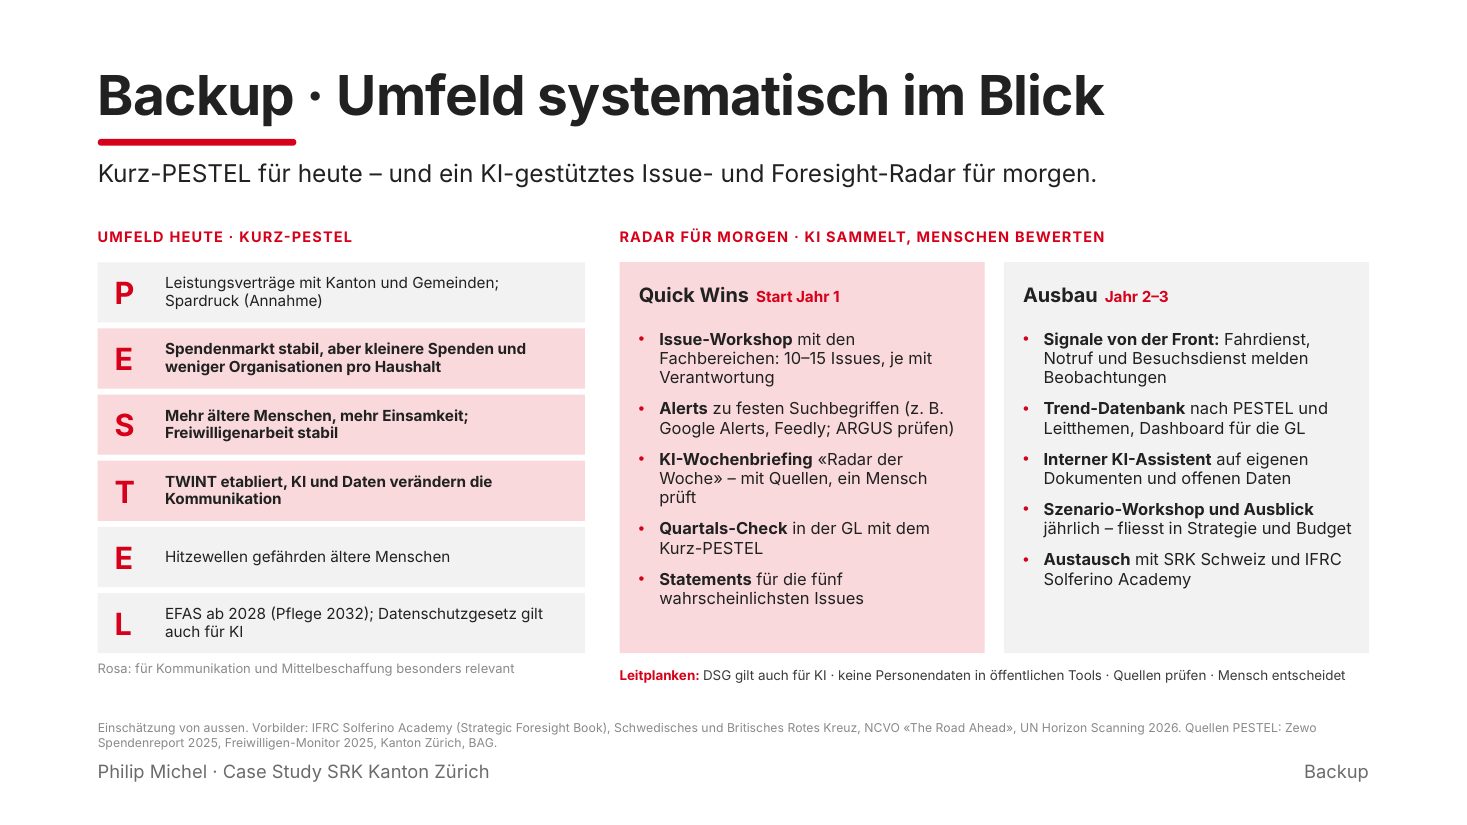 Backup · Umfeld systematisch im Blick
Kurz-PESTEL für heute – und ein KI-gestütztes Issue- und Foresight-Radar für morgen.
UMFELD HEUTE · KURZ-PESTEL
P
Leistungsverträge mit Kanton und Gemeinden;
Spardruck (Annahme)
E
Spendenmarkt stabil, aber kleinere Spenden und
weniger Organisationen pro Haushalt
S
Mehr ältere Menschen, mehr Einsamkeit;
Freiwilligenarbeit stabil
T
TWINT etabliert, KI und Daten verändern die
Kommunikation
E
Hitzewellen gefährden ältere Menschen
L
EFAS ab 2028 (Pflege 2032); Datenschutzgesetz gilt
auch für KI
Rosa: für Kommunikation und Mittelbeschaffung besonders relevant
RADAR FÜR MORGEN · KI SAMMELT, MENSCHEN BEWERTEN
Quick Wins Start Jahr 1
• Issue-Workshop mit den
Fachbereichen: 10–15 Issues, je mit
Verantwortung
• Alerts zu festen Suchbegriffen (z. B.
Google Alerts, Feedly; ARGUS prüfen)
• KI-Wochenbriefing «Radar der
Woche» – mit Quellen, ein Mensch
prüft
• Quartals-Check in der GL mit dem
Kurz-PESTEL
• Statements für die fünf
wahrscheinlichsten Issues
Ausbau Jahr 2–3
• Signale von der Front: Fahrdienst,
Notruf und Besuchsdienst melden
Beobachtungen
• Trend-Datenbank nach PESTEL und
Leitthemen, Dashboard für die GL
• Interner KI-Assistent auf eigenen
Dokumenten und offenen Daten
• Szenario-Workshop und Ausblick
jährlich – fliesst in Strategie und Budget
• Austausch mit SRK Schweiz und IFRC
Solferino Academy
Leitplanken: DSG gilt auch für KI · keine Personendaten in öffentlichen Tools · Quellen prüfen · Mensch entscheidet
Einschätzung von aussen. Vorbilder: IFRC Solferino Academy (Strategic Foresight Book), Schwedisches und Britisches Rotes Kreuz, NCVO «The Road Ahead», UN Horizon Scanning 2026. Quellen PESTEL: Zewo
Spendenreport 2025, Freiwilligen-Monitor 2025, Kanton Zürich, BAG.
Philip Michel · Case Study SRK Kanton Zürich
Backup